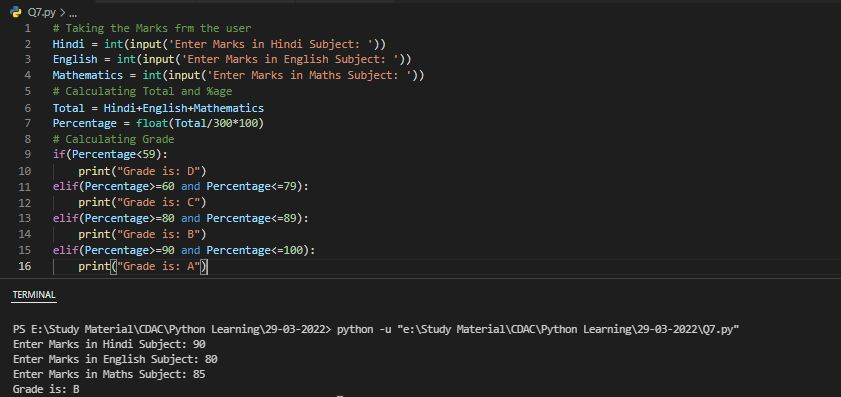 Q7.py > ...
1 # Taking the Marks frm the user
2 Hindi = int(input('Enter Marks in Hindi Subject: '))
3 English = int(input('Enter Marks in English Subject: '))
4 Mathematics = int(input('Enter Marks in Maths Subject: '))
5 # Calculating Total and %age
6 Total = Hindi+English+Mathematics
7 Percentage = float(Total/300*100)
8 # Calculating Grade
9 if(Percentage<59):
10     print("Grade is: D")
11 elif(Percentage>=60 and Percentage<=79):
12     print("Grade is: C")
13 elif(Percentage>=80 and Percentage<=89):
14     print("Grade is: B")
15 elif(Percentage>=90 and Percentage<=100):
16     print("Grade is: A")
TERMINAL
PS E:\Study Material\CDAC\Python Learning\29-03-2022> python -u "e:\Study Material\CDAC\Python Learning\29-03-2022\Q7.py"
Enter Marks in Hindi Subject: 90
Enter Marks in English Subject: 80
Enter Marks in Maths Subject: 85
Grade is: B